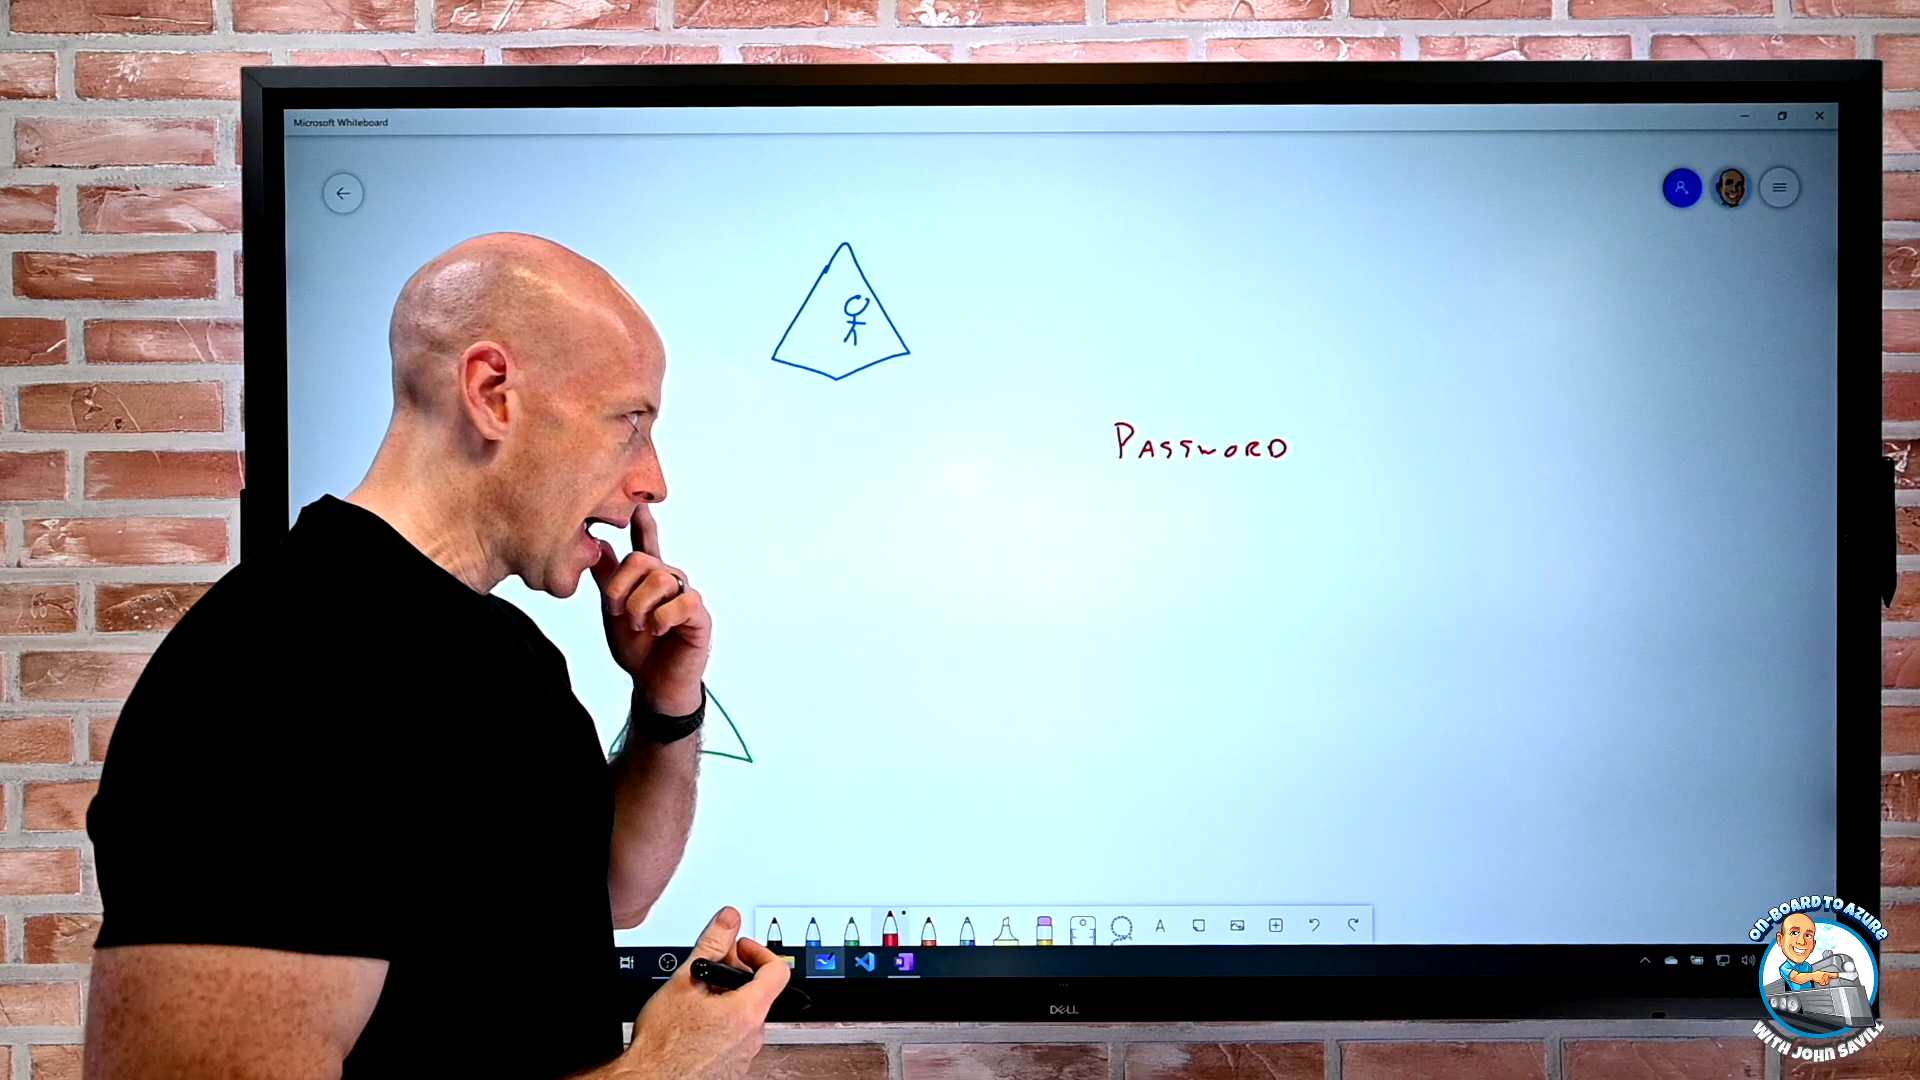 Microsoft Whiteboard
PASSWORD
A
DELL
ON-BOARD TO AZURE
WITH JOHN SAVILL